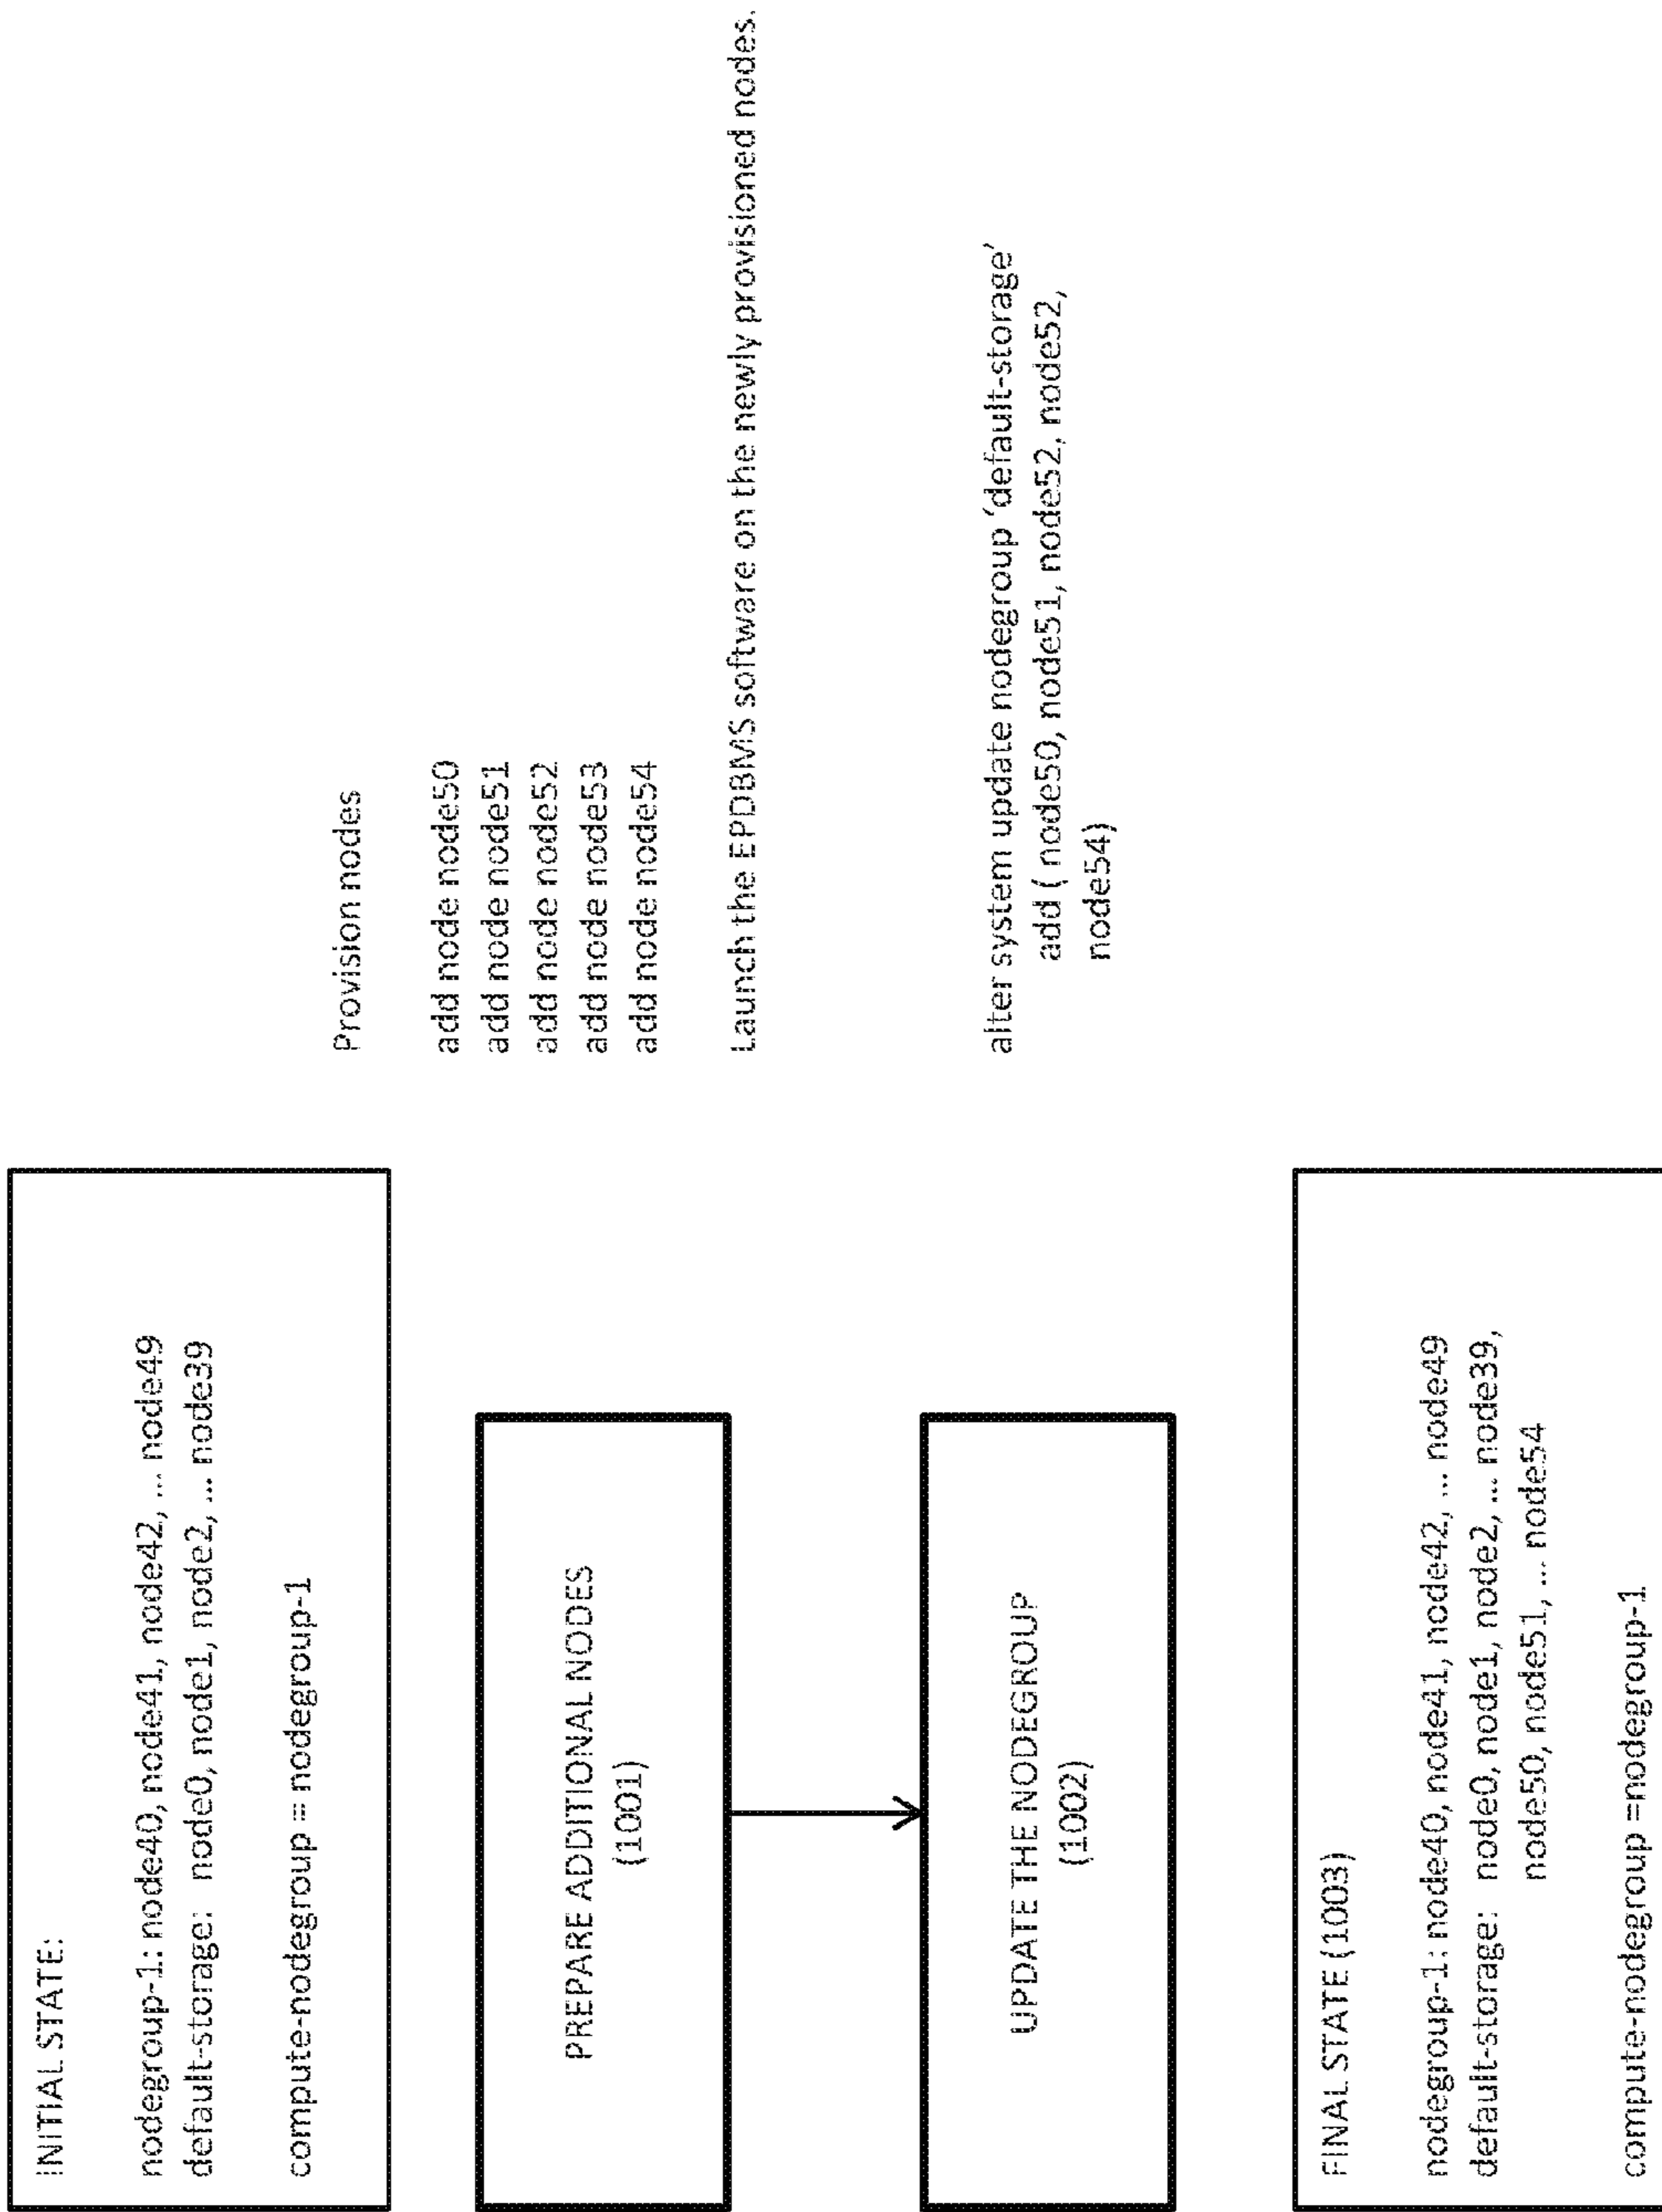 INITIAL STATE:
nodegroup-1: node40, node41, node42, ... node49
default-storage: node0, node1, node2, ... node39
compute-nodegroup = nodegroup-1
Provision nodes
add node node50
add node node51
add node node52
add node node53
add node node54
Launch the EPDBMS software on the newly provisioned nodes.
PREPARE ADDITIONAL NODES
(1001)
alter system update nodegroup ‘default-storage’
add ( node50, node51, node52, node52,
node54)
UPDATE THE NODEGROUP
(1002)
FINAL STATE (1003)
nodegroup-1: node40, node41, node42, ... node49
default-storage: node0, node1, node2, ... node39,
node50, node51, ... node54
compute-nodegroup =nodegroup-1